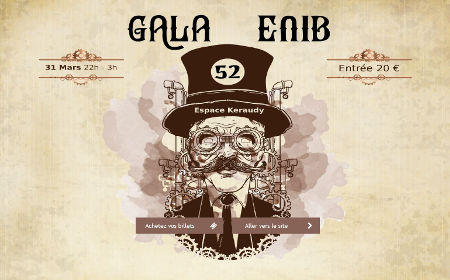 GALA ENIB
31 Mars 22h - 3h
52
Entrée 20 €
Espace Keraudy
Achetez vos billets
Aller vers le site